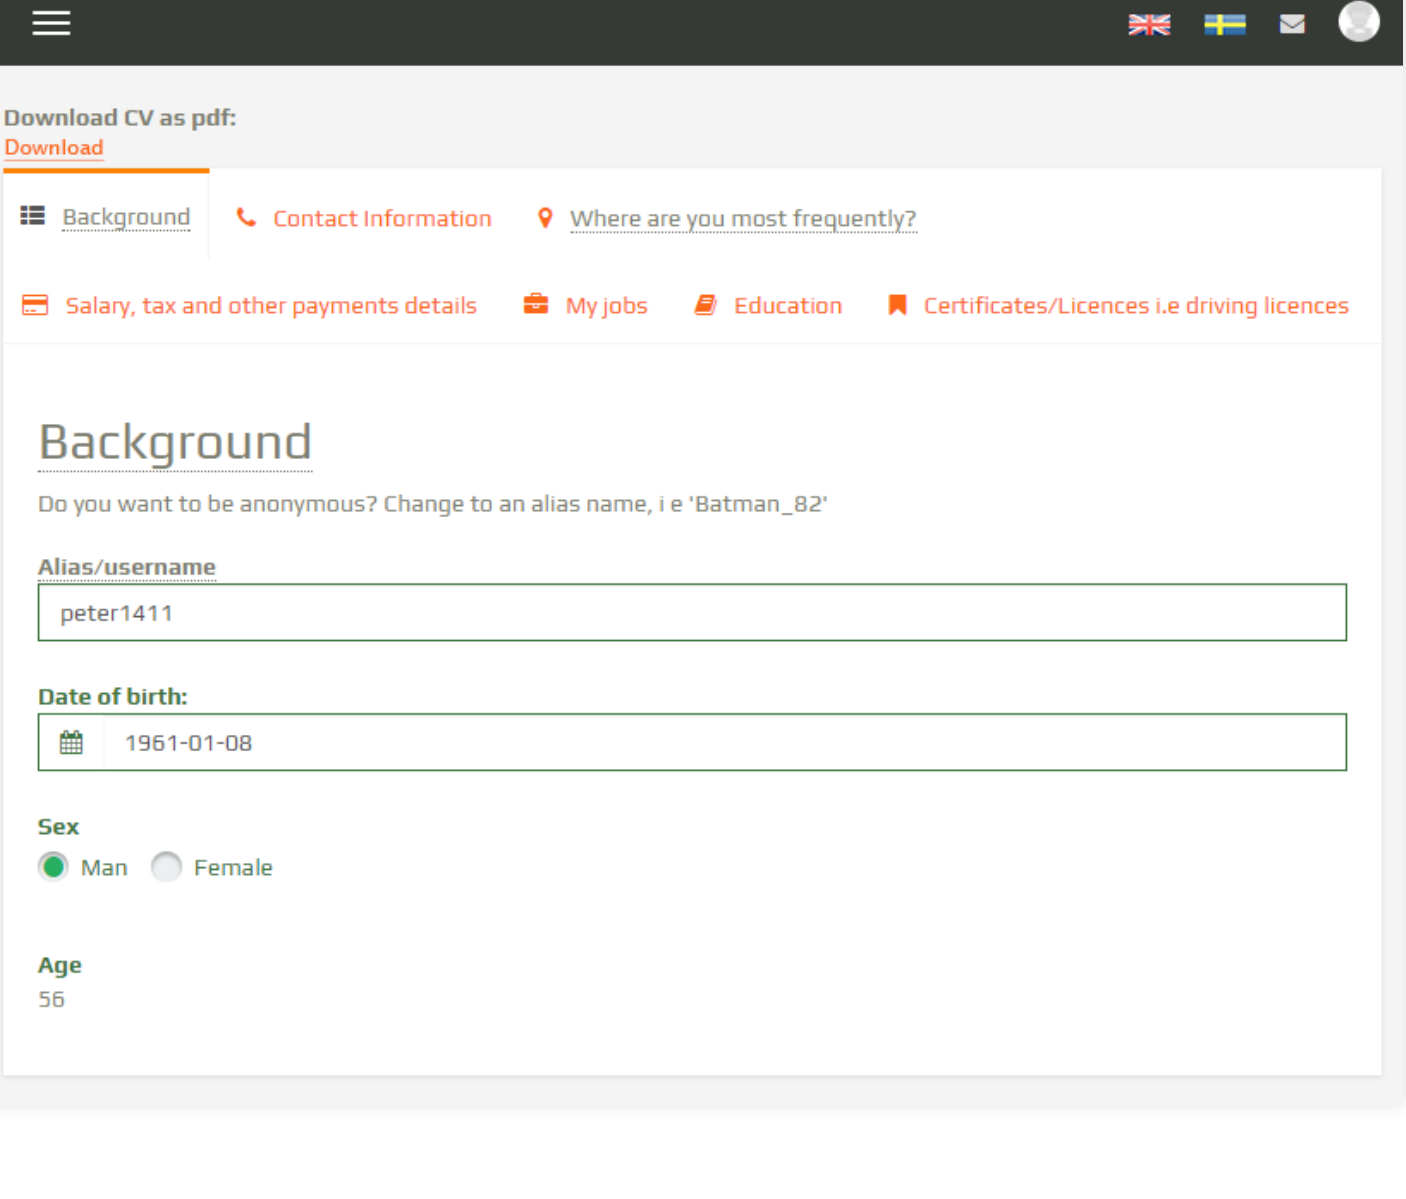 Download CV as pdf:
Download
Background Contact Information Where are you most frequently?
Salary, tax and other payments details My jobs Education Certificates/Licences i.e driving licences
Background
Do you want to be anonymous? Change to an alias name, i e 'Batman_82'
Alias/username
peter1411
Date of birth:
1961-01-08
Sex
Man Female
Age
56